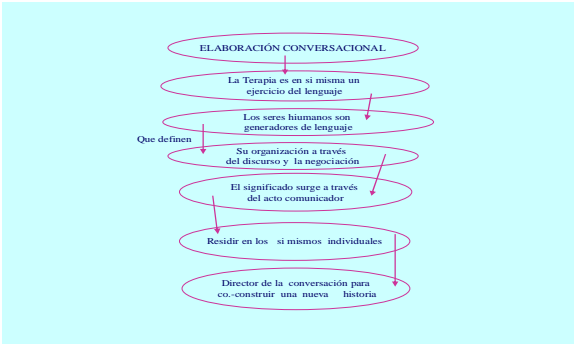 ELABORACIÓN CONVERSACIONAL
La Terapia es en si misma un
ejercicio del lenguaje
Los seres hiumanos son
generadores de lenguaje
Que definen
Su organización a través
del discurso y la negociación
El significado surge a través
del acto comunicador
Residir en los si mismos individuales
Director de la conversación para
co.-construir una nueva historia